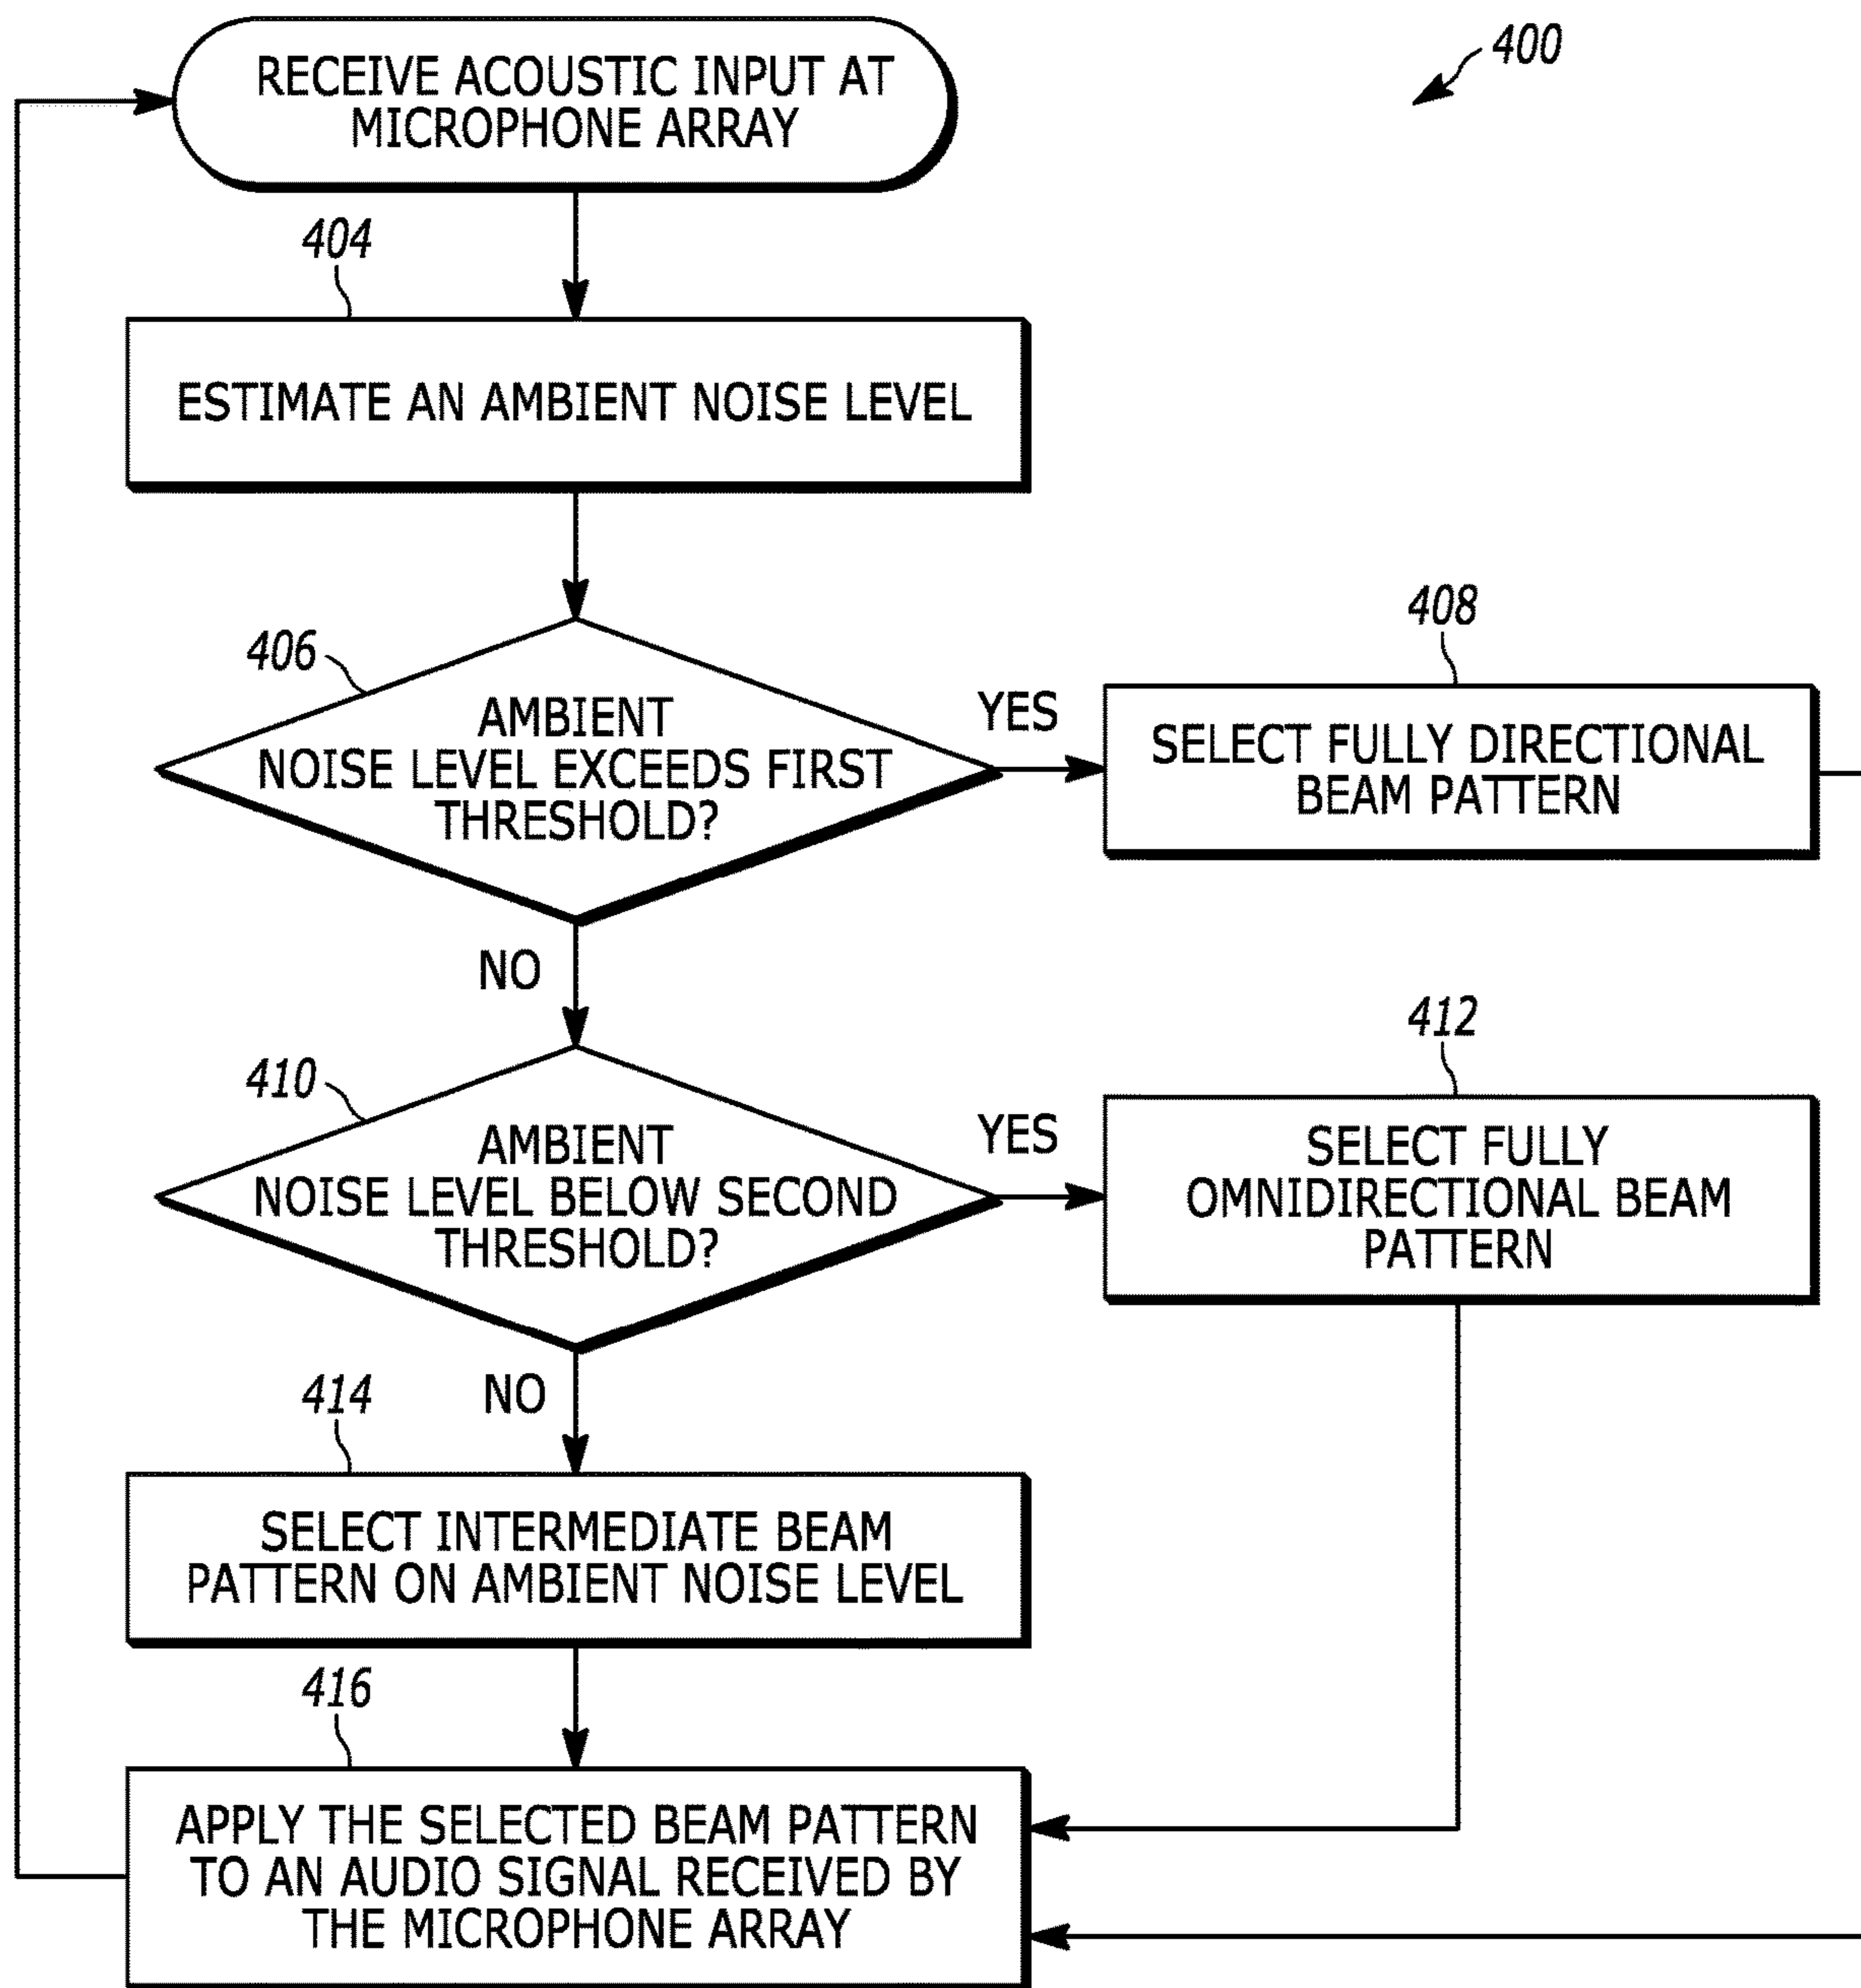 400
RECEIVE ACOUSTIC INPUT AT
MICROPHONE ARRAY
404
ESTIMATE AN AMBIENT NOISE LEVEL
406
AMBIENT
NOISE LEVEL EXCEEDS FIRST
THRESHOLD?
YES
408
SELECT FULLY DIRECTIONAL
BEAM PATTERN
NO
410
AMBIENT
NOISE LEVEL BELOW SECOND
THRESHOLD?
YES
412
SELECT FULLY
OMNIDIRECTIONAL BEAM
PATTERN
NO
414
SELECT INTERMEDIATE BEAM
PATTERN ON AMBIENT NOISE LEVEL
416
APPLY THE SELECTED BEAM PATTERN
TO AN AUDIO SIGNAL RECEIVED BY
THE MICROPHONE ARRAY